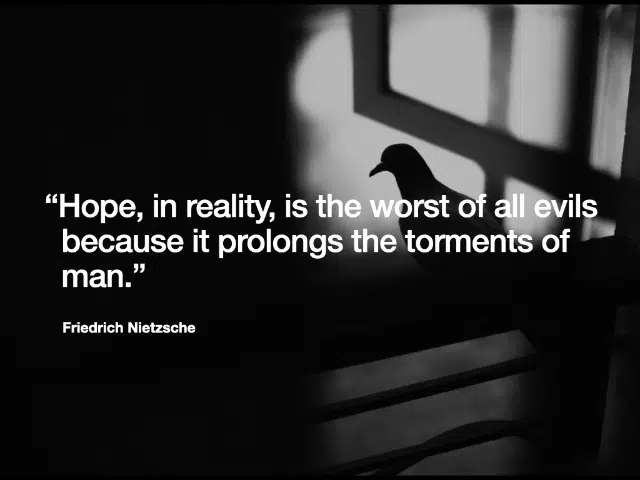 “Hope, in reality, is the worst of all evils
because it prolongs the torments of
man.”
Friedrich Nietzsche